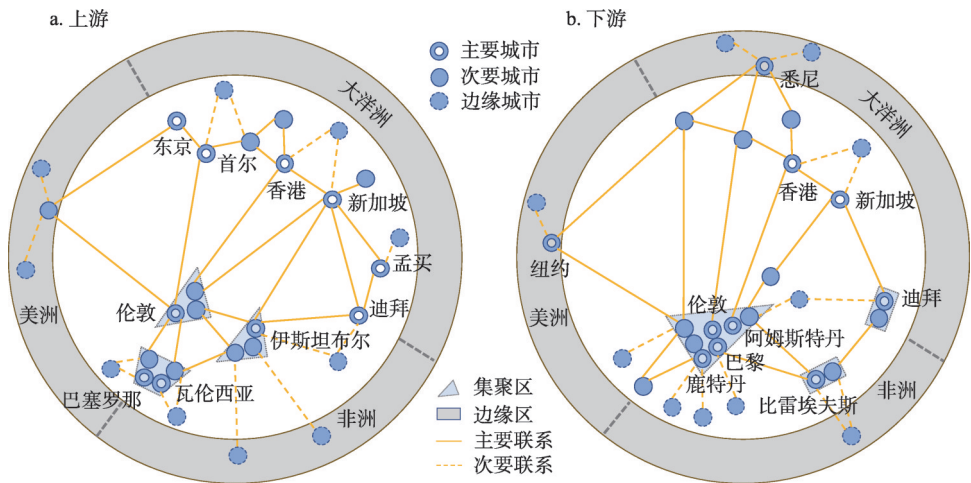 a. 上游
主要城市
次要城市
边缘城市
大洋洲
东京
首尔
香港
新加坡
孟买
迪拜
美洲
伦敦
伊斯坦布尔
巴塞罗那
瓦伦西亚
非洲
集聚区
边缘区
主要联系
次要联系
b. 下游
悉尼
大洋洲
香港
新加坡
纽约
迪拜
美洲
伦敦
阿姆斯特丹
巴黎
鹿特丹
比雷埃夫斯
非洲